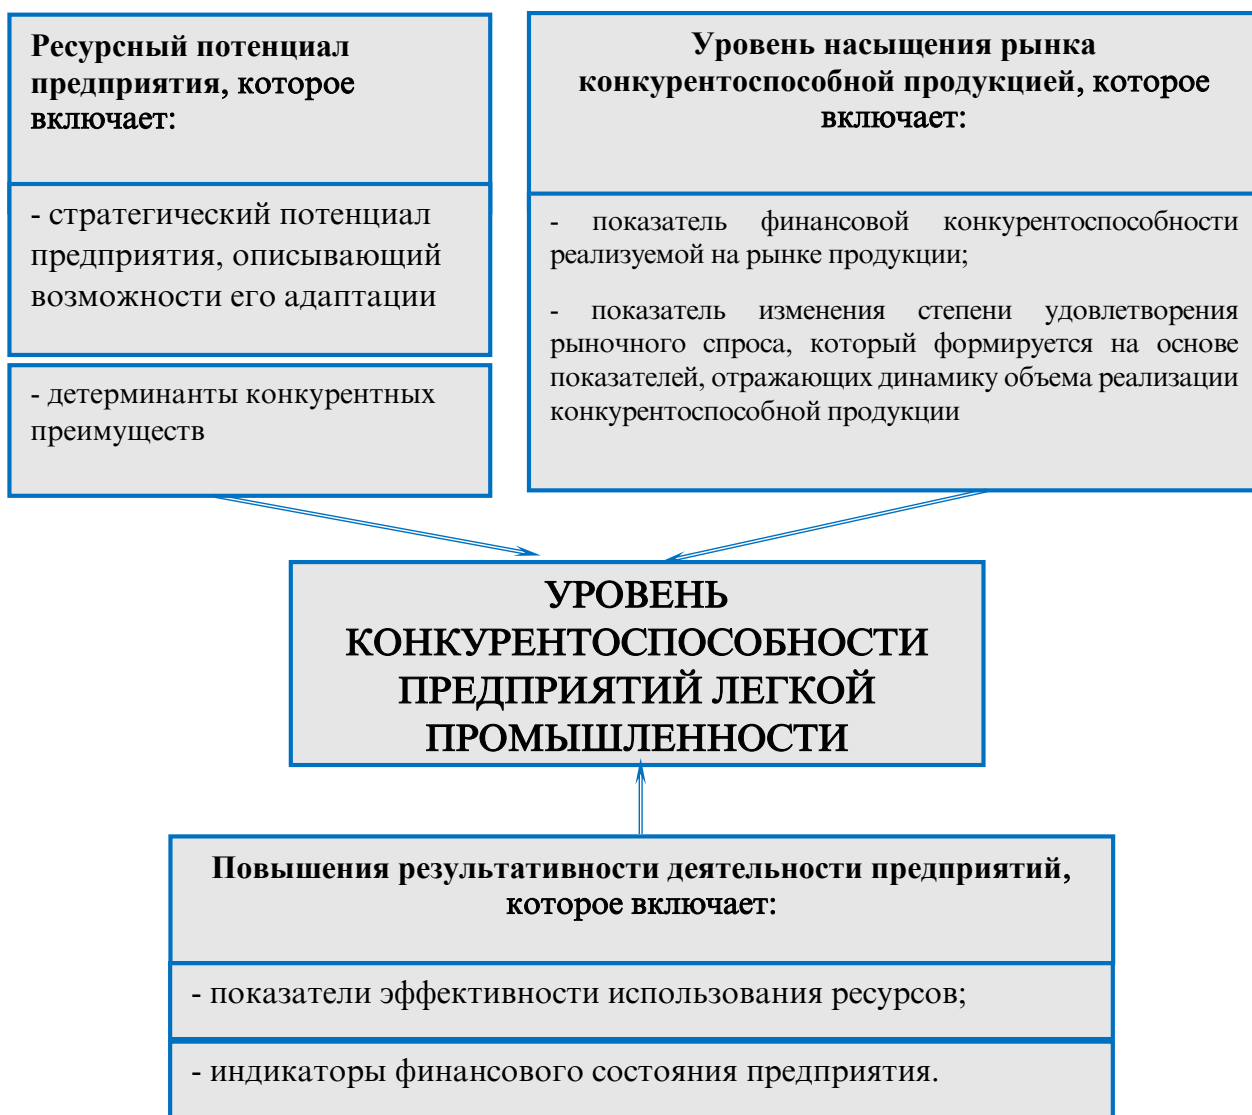 Ресурсный потенциал
предприятия, которое
включает:
- стратегический потенциал
предприятия, описывающий
возможности его адаптации
- детерминанты конкурентных
преимуществ
Уровень насыщения рынка
конкурентоспособной продукцией, которое
включает:
- показатель финансовой конкурентоспособности
реализуемой на рынке продукции;
- показатель изменения степени удовлетворения
рыночного спроса, который формируется на основе
показателей, отражающих динамику объема реализации
конкурентоспособной продукции
УРОВЕНЬ
КОНКУРЕНТОСПОСОБНОСТИ
ПРЕДПРИЯТИЙ ЛЕГКОЙ
ПРОМЫШЛЕННОСТИ
Повышения результативности деятельности предприятий,
которое включает:
- показатели эффективности использования ресурсов;
- индикаторы финансового состояния предприятия.